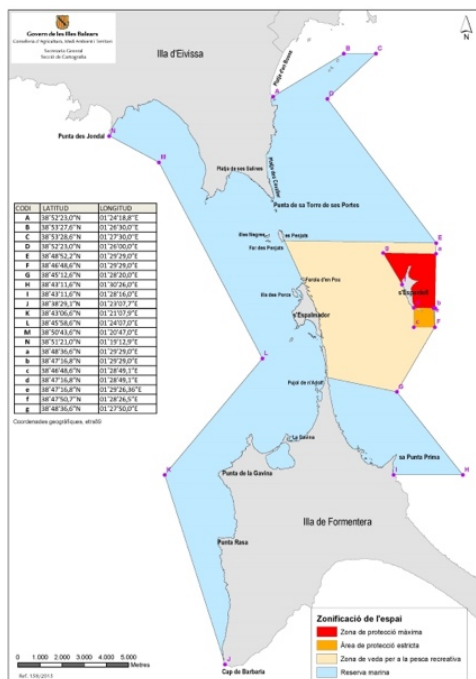 Govern de les Illes Balears
Conselleria d'Agricultura, Medi Ambient i Territori
Secretaria General
Secció de Cartografia
Illa d'Eivissa
N
Platja d'en Bossa
B
C
A
D
Punta des Jondal
N
M
Platja de ses Salines
Platja des Cavallet
Punta de sa Torre de ses Portes
CODI LATITUD LONGITUD
A 38°52'23,0"N 01°24'18,8"E
B 38°53'27,6"N 01°26'30,0"E
C 38°53'28,6"N 01°27'30,0"E
D 38°52'23,0"N 01°26'00,0"E
E 38°48'52,2"N 01°29'29,0"E
F 38°46'48,6"N 01°29'29,0"E
G 38°45'12,6"N 01°28'20,0"E
H 38°43'11,6"N 01°30'26,0"E
I 38°43'11,6"N 01°28'16,0"E
J 38°38'29,1"N 01°23'07,7"E
K 38°43'06,6"N 01°21'07,9"E
L 38°45'58,6"N 01°24'07,0"E
M 38°50'43,6"N 01°20'47,0"E
N 38°51'21,0"N 01°19'12,9"E
a 38°48'36,6"N 01°29'29,0"E
b 38°47'16,8"N 01°29'29,0"E
c 38°46'48,6"N 01°28'49,1"E
d 38°47'16,8"N 01°28'49,1"E
e 38°47'16,8"N 01°29'26,36"E
f 38°47'50,7"N 01°28'26,5"E
g 38°48'36,6"N 01°27'50,0"E
Coordenades geogràfiques, etrs89
Illes Negres
es Penjats
Far des Penjats
E
g
a
s'Espardell
b
c
F
Punta d'en Pou
Illa des Porcs
s'Espalmador
L
Pujol de n'Adolf
G
La Savina
sa Punta Prima
K
Punta de la Gavina
I
H
Illa de Formentera
Punta Rasa
J
Cap de Barbaria
0 1.000 2.000 3.000 4.000 5.000
Metres
Zonificació de l'espai
Zona de protecció màxima
Àrea de protecció estricta
Zona de veda per a la pesca recreativa
Reserva marina